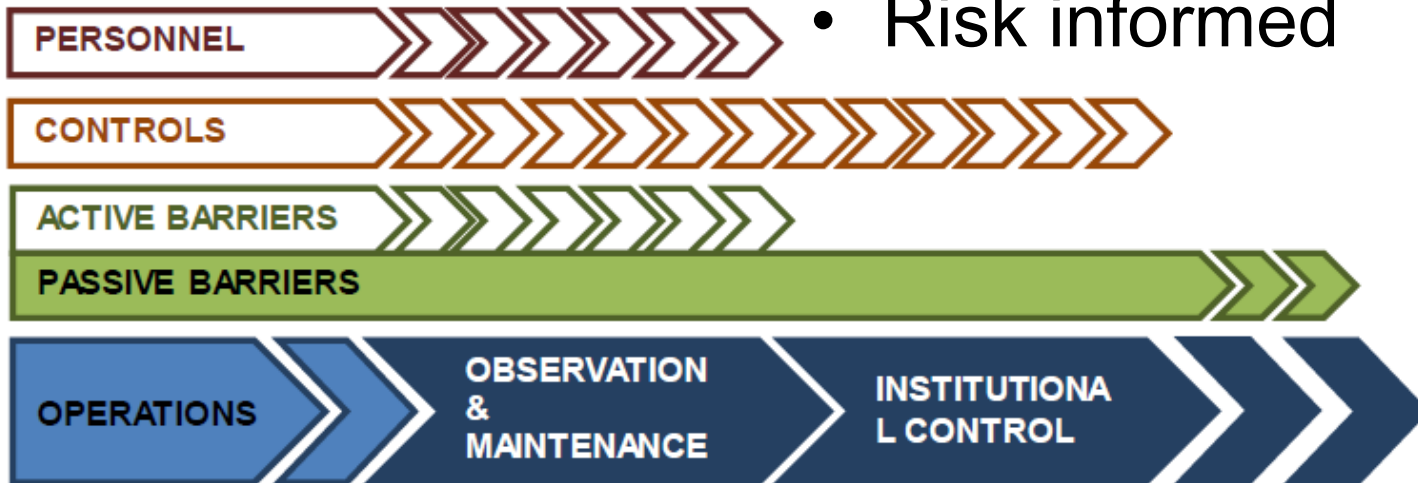 • Risk informed
PERSONNEL
CONTROLS
ACTIVE BARRIERS
PASSIVE BARRIERS
OPERATIONS
OBSERVATION
&
MAINTENANCE
INSTITUTIONA
L CONTROL